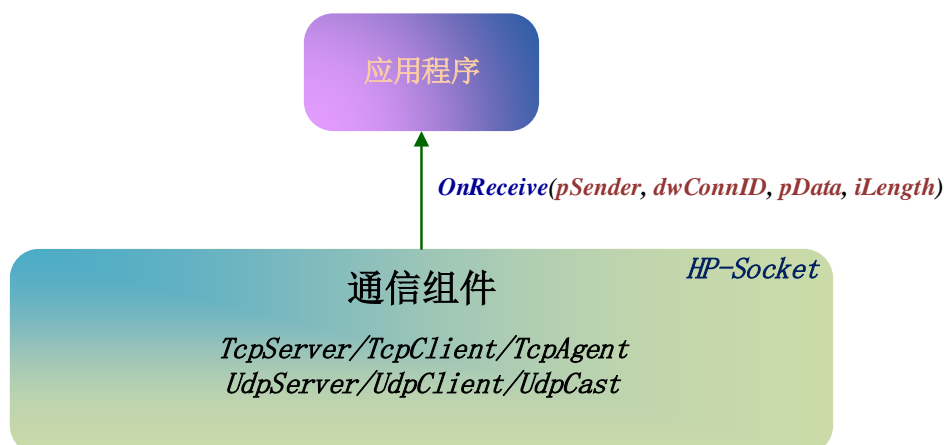 应用程序
OnReceive(pSender, dwConnID, pData, iLength)
HP-Socket
通信组件
TcpServer/TcpClient/TcpAgent
UdpServer/UdpClient/UdpCast